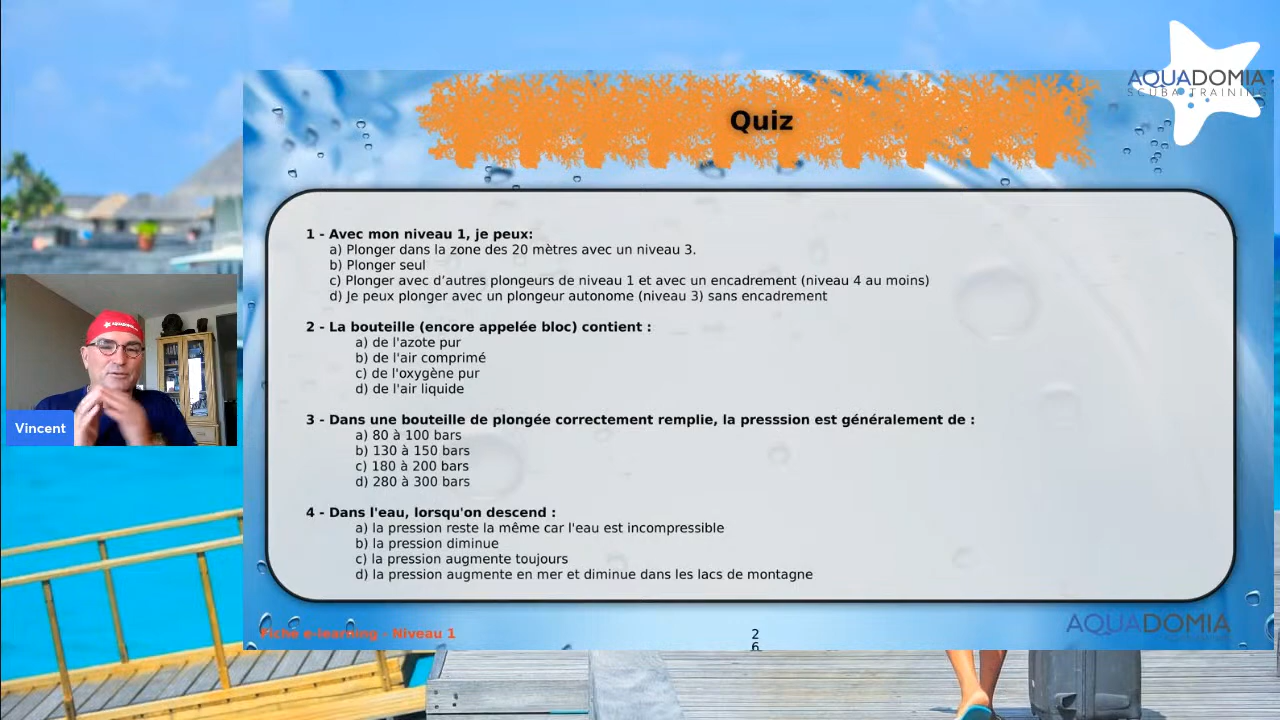 AQUADOMIA
SCUBA TRAINING
Quiz
1 - Avec mon niveau 1, je peux:
a) Plonger dans la zone des 20 mètres avec un niveau 3.
b) Plonger seul
c) Plonger avec d’autres plongeurs de niveau 1 et avec un encadrement (niveau 4 au moins)
d) Je peux plonger avec un plongeur autonome (niveau 3) sans encadrement
2 - La bouteille (encore appelée bloc) contient :
a) de l'azote pur
b) de l'air comprimé
c) de l'oxygène pur
d) de l'air liquide
3 - Dans une bouteille de plongée correctement remplie, la presssion est généralement de :
a) 80 à 100 bars
b) 130 à 150 bars
c) 180 à 200 bars
d) 280 à 300 bars
4 - Dans l'eau, lorsqu'on descend :
a) la pression reste la même car l'eau est incompressible
b) la pression diminue
c) la pression augmente toujours
d) la pression augmente en mer et diminue dans les lacs de montagne
AQUADOMIA
Vincent
Fiche e-learning - Niveau 1
2
6
AQUADOMIA